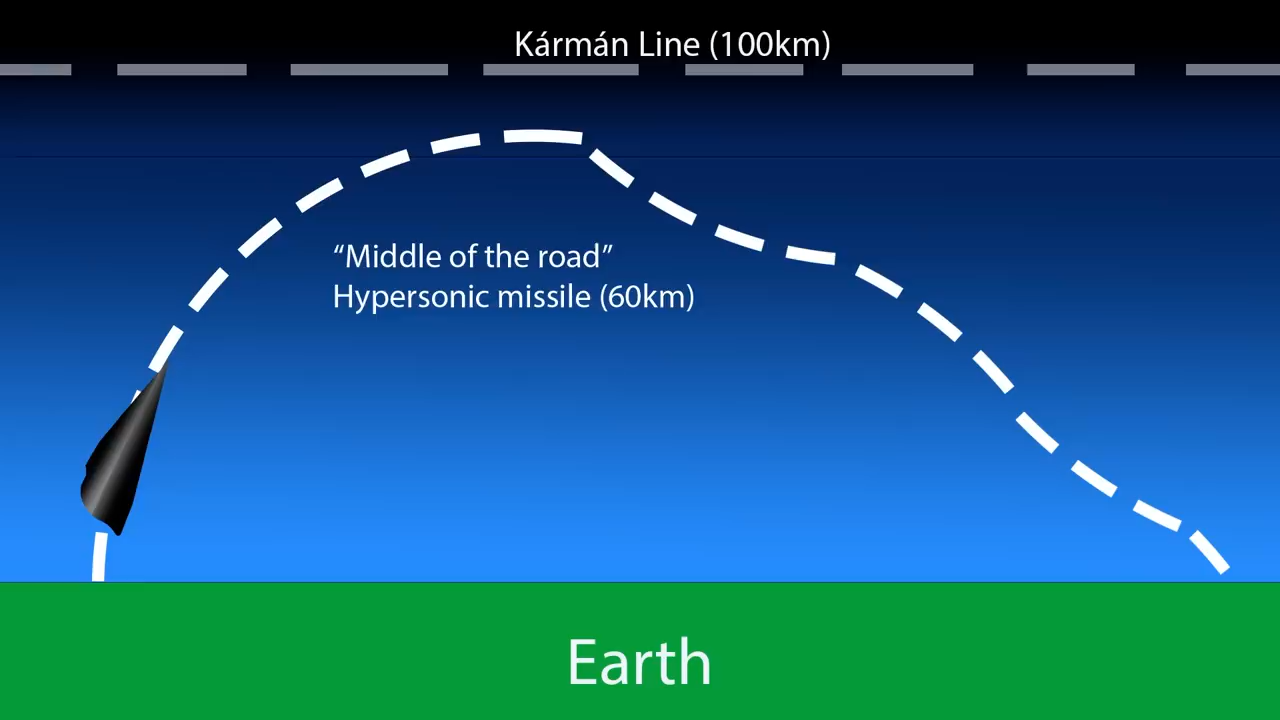 Kármán Line (100km)
“Middle of the road”
Hypersonic missile (60km)
Earth